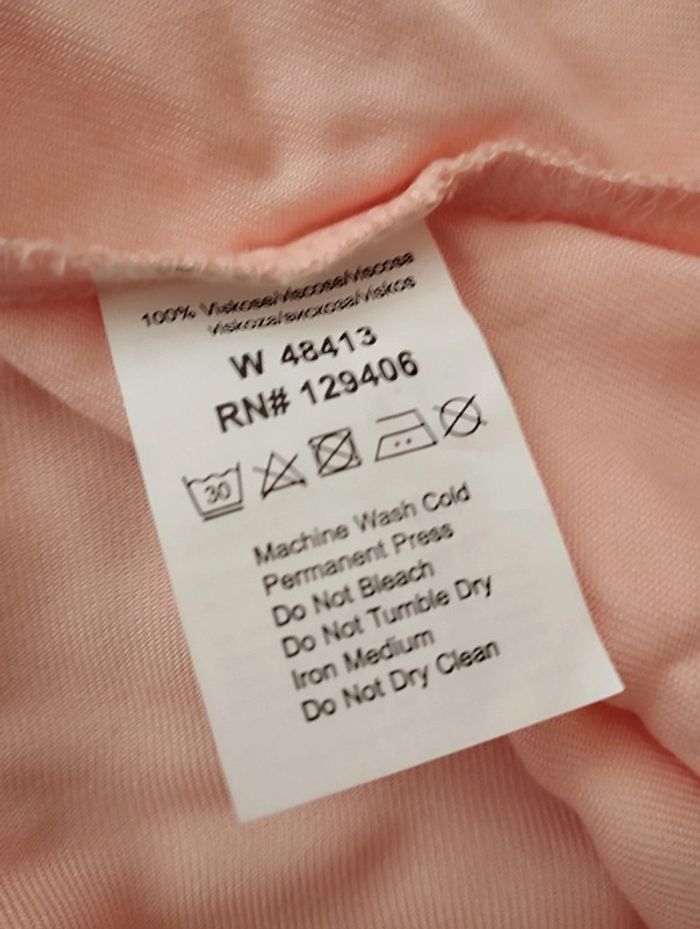 100% Viskose/Viscose/Viscosa
Viskoza/вискоза/Viskos
W 48413
RN# 129406
30
Machine Wash Cold
Permanent Press
Do Not Bleach
Do Not Tumble Dry
Iron Medium
Do Not Dry Clean